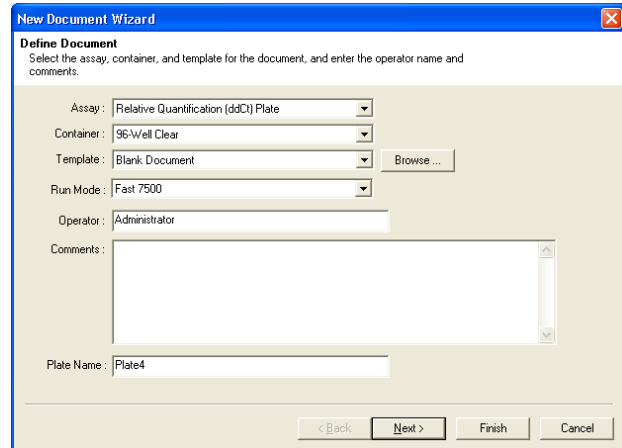 New Document Wizard
Define Document
Select the assay, container, and template for the document, and enter the operator name and
comments.
Assay : Relative Quantification (ddCt) Plate
Container : 96-Well Clear
Template : Blank Document Browse ...
Run Mode : Fast 7500
Operator : Administrator
Comments :
Plate Name : Plate4
< Back Next > Finish Cancel